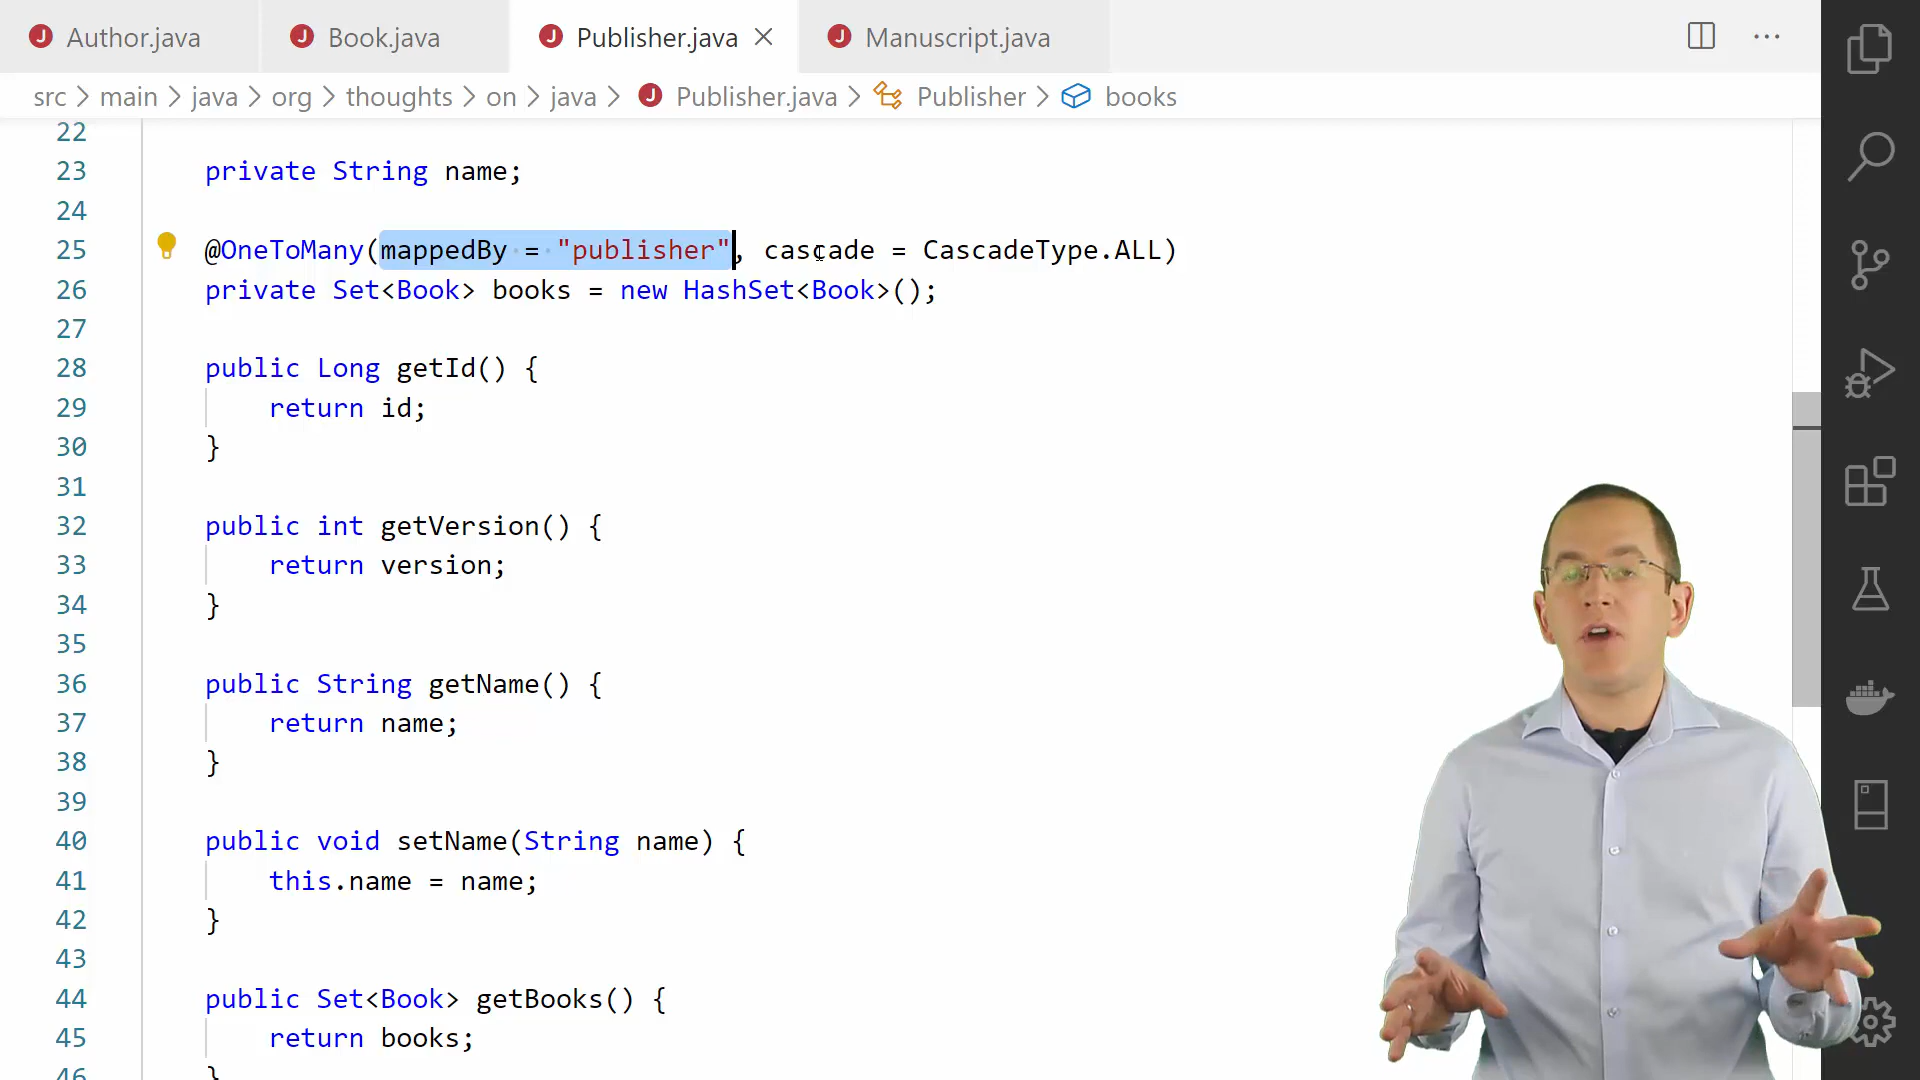 Author.java
Book.java
Publisher.java
Manuscript.java
src > main > java > org > thoughts > on > java > Publisher.java > Publisher > books
22
23 private String name;
24
25 @OneToMany(mappedBy = "publisher", cascade = CascadeType.ALL)
26 private Set<Book> books = new HashSet<Book>();
27
28 public Long getId() {
29 return id;
30 }
31
32 public int getVersion() {
33 return version;
34 }
35
36 public String getName() {
37 return name;
38 }
39
40 public void setName(String name) {
41 this.name = name;
42 }
43
44 public Set<Book> getBooks() {
45 return books;
46 }